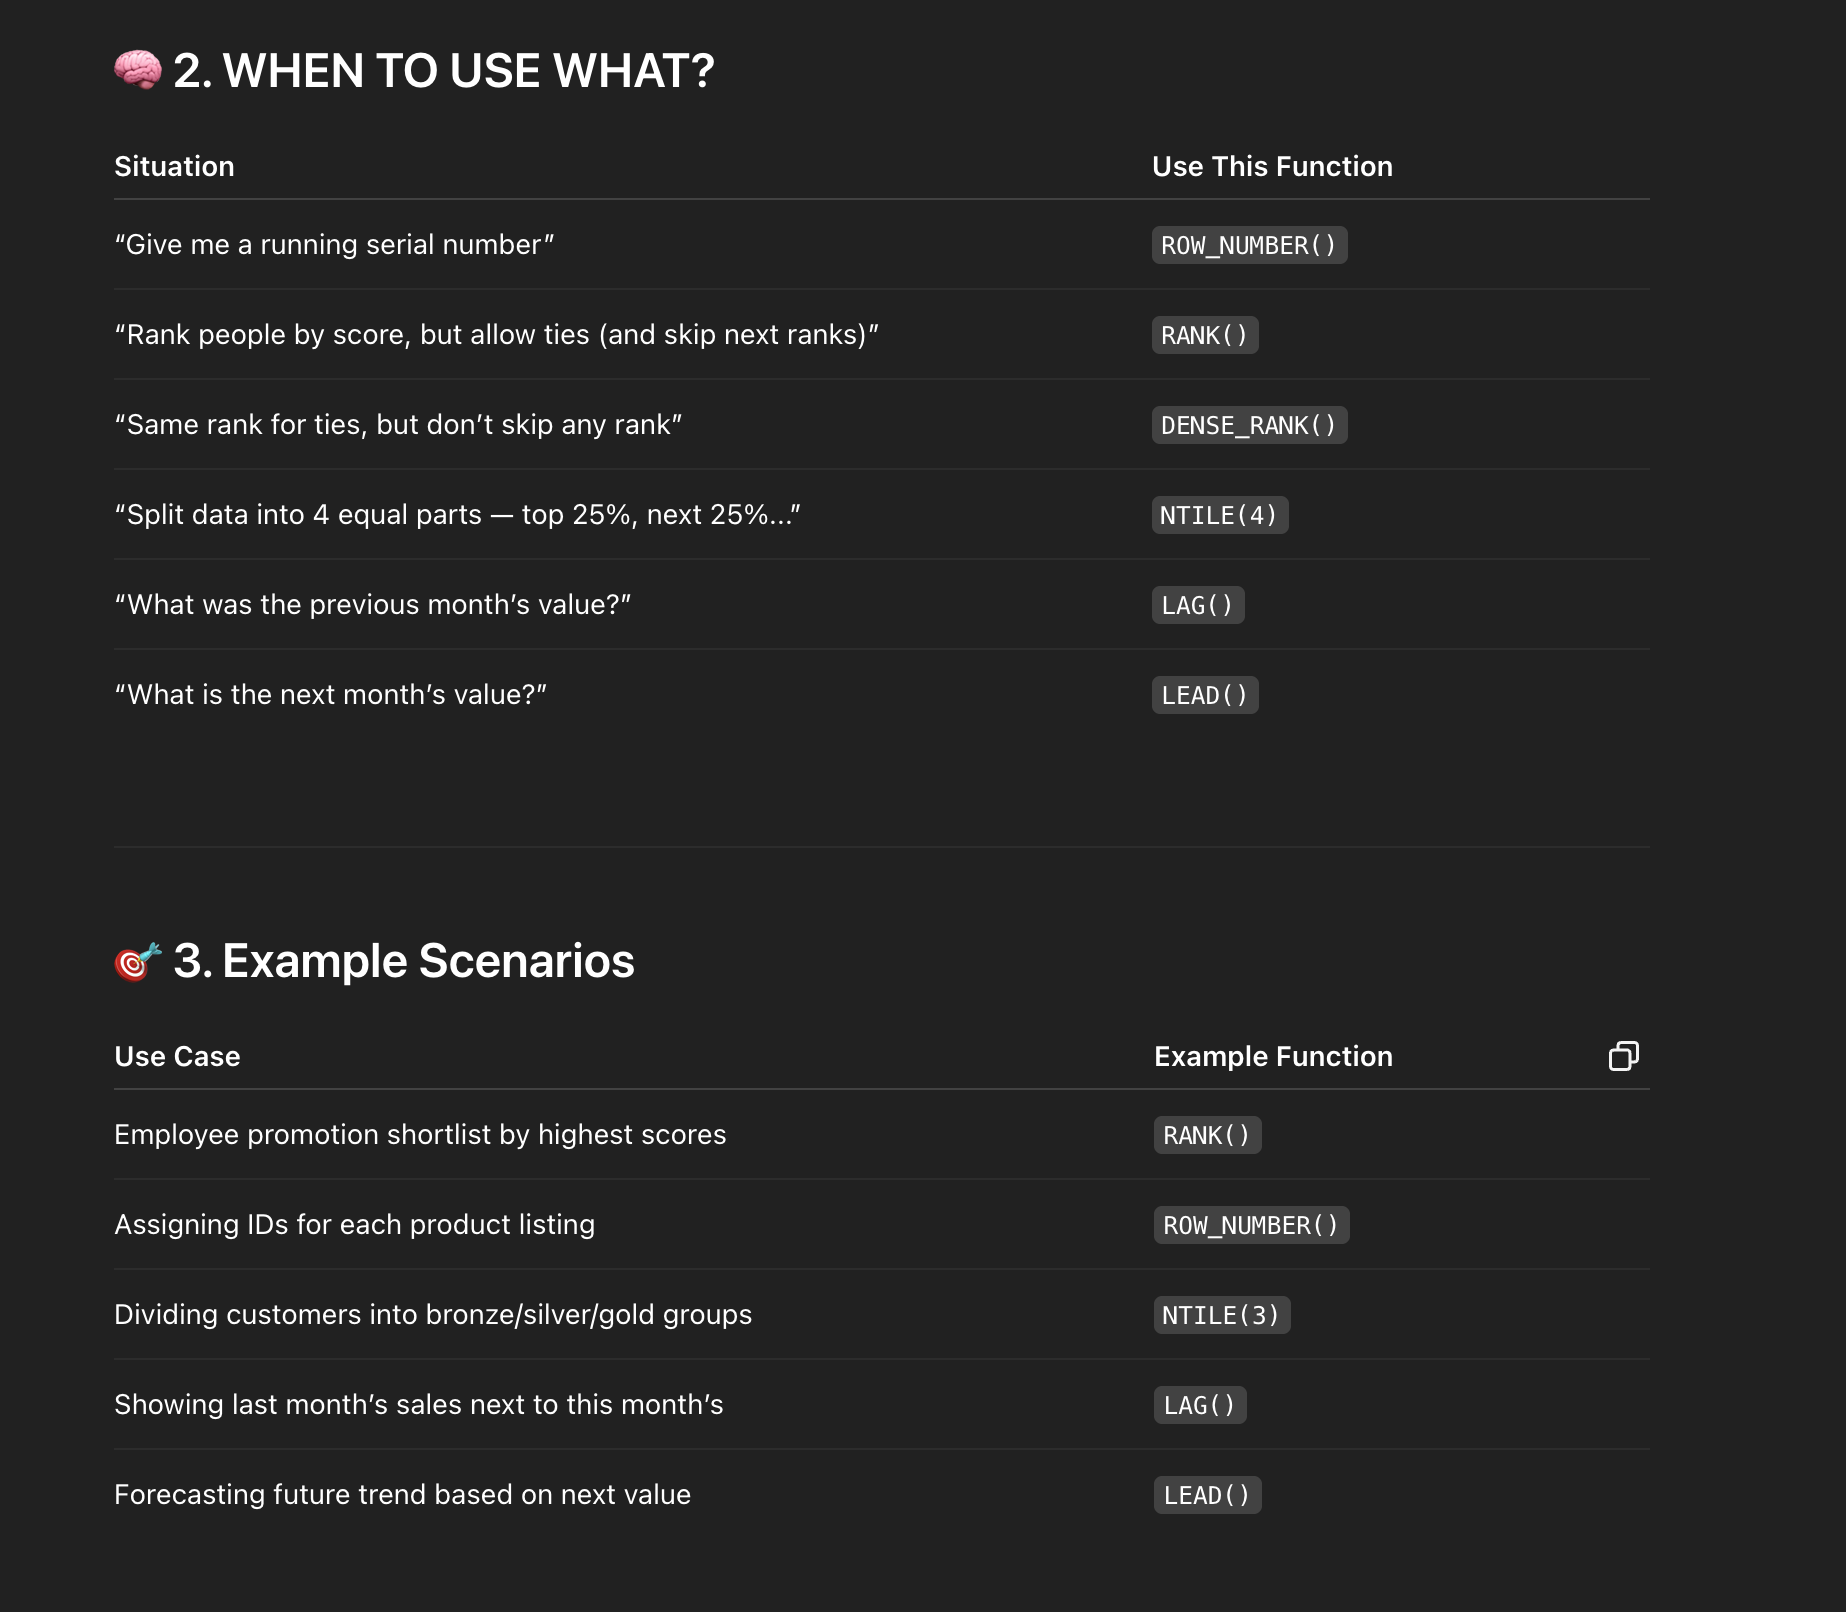 🧠 2. WHEN TO USE WHAT?
Situation Use This Function
“Give me a running serial number” ROW_NUMBER()
“Rank people by score, but allow ties (and skip next ranks)” RANK()
“Same rank for ties, but don’t skip any rank” DENSE_RANK()
“Split data into 4 equal parts — top 25%, next 25%...” NTILE(4)
“What was the previous month’s value?” LAG()
“What is the next month’s value?” LEAD()
🎯 3. Example Scenarios
Use Case Example Function
Employee promotion shortlist by highest scores RANK()
Assigning IDs for each product listing ROW_NUMBER()
Dividing customers into bronze/silver/gold groups NTILE(3)
Showing last month’s sales next to this month’s LAG()
Forecasting future trend based on next value LEAD()